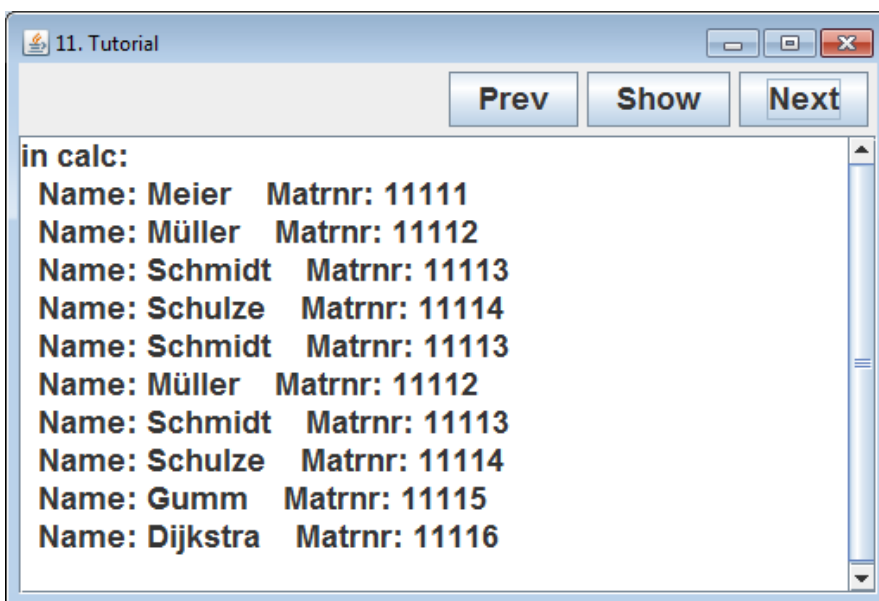 11. Tutorial
Prev Show Next
in calc:
Name: Meier Matrnr: 11111
Name: Müller Matrnr: 11112
Name: Schmidt Matrnr: 11113
Name: Schulze Matrnr: 11114
Name: Schmidt Matrnr: 11113
Name: Müller Matrnr: 11112
Name: Schmidt Matrnr: 11113
Name: Schulze Matrnr: 11114
Name: Gumm Matrnr: 11115
Name: Dijkstra Matrnr: 11116